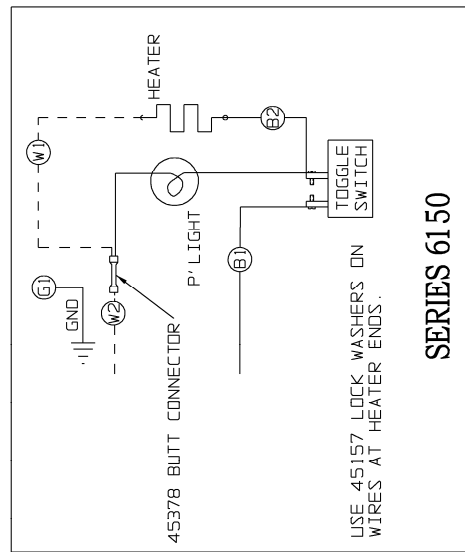 HEATER
W1
B2
P'LIGHT
TOGGLE
SWITCH
G1
GND
W2
B1
45378 BUTT CONNECTOR
USE 45157 LOCK WASHERS ON
WIRES AT HEATER ENDS.
SERIES 6150